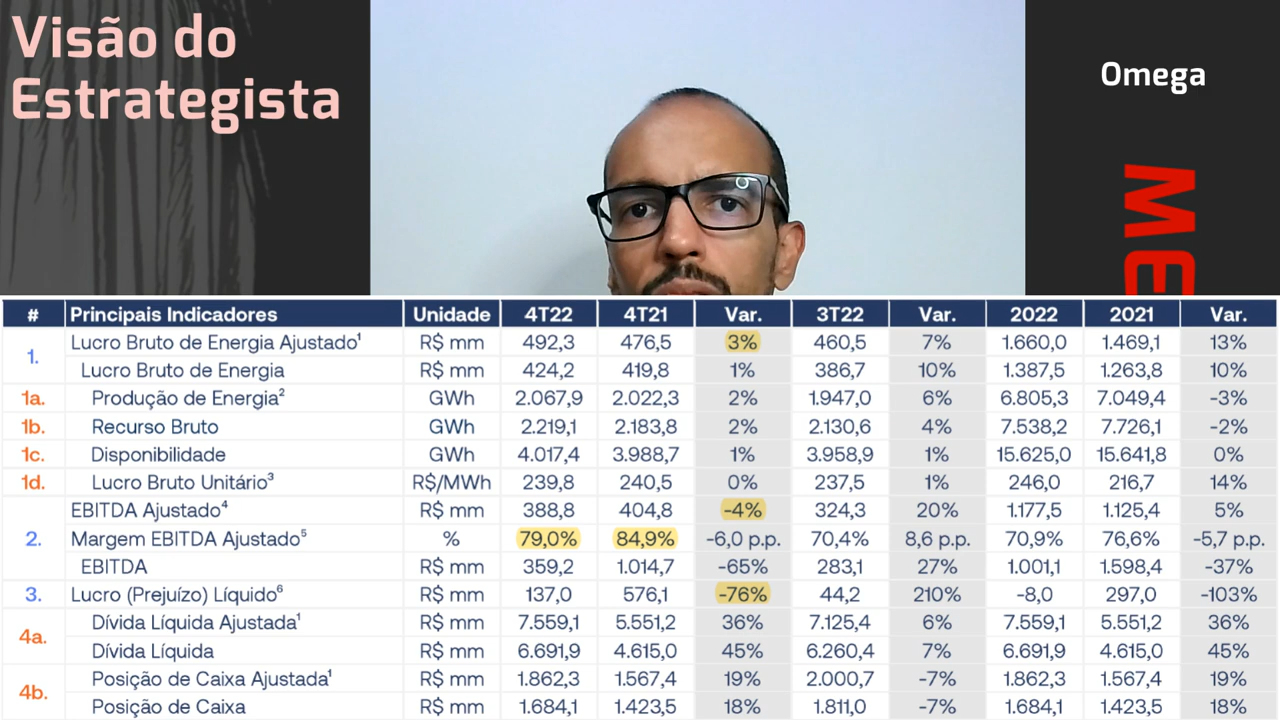 Visão do
Estrategista
Omega
ME
# Principais Indicadores Unidade 4T22 4T21 Var. 3T22 Var. 2022 2021 Var.
1. Lucro Bruto de Energia Ajustado¹ R$ mm 492,3 476,5 3% 460,5 7% 1.660,0 1.469,1 13%
Lucro Bruto de Energia R$ mm 424,2 419,8 1% 386,7 10% 1.387,5 1.263,8 10%
1a. Produção de Energia² GWh 2.067,9 2.022,3 2% 1.947,0 6% 6.805,3 7.049,4 -3%
1b. Recurso Bruto GWh 2.219,1 2.183,8 2% 2.130,6 4% 7.538,2 7.726,1 -2%
1c. Disponibilidade GWh 4.017,4 3.988,7 1% 3.958,9 1% 15.625,0 15.641,8 0%
1d. Lucro Bruto Unitário³ R$/MWh 239,8 240,5 0% 237,5 1% 246,0 216,7 14%
EBITDA Ajustado⁴ R$ mm 388,8 404,8 -4% 324,3 20% 1.177,5 1.125,4 5%
2. Margem EBITDA Ajustado⁵ % 79,0% 84,9% -6,0 p.p. 70,4% 8,6 p.p. 70,9% 76,6% -5,7 p.p.
EBITDA R$ mm 359,2 1.014,7 -65% 283,1 27% 1.001,1 1.598,4 -37%
3. Lucro (Prejuízo) Líquido⁶ R$ mm 137,0 576,1 -76% 44,2 210% -8,0 297,0 -103%
4a. Dívida Líquida Ajustada¹ R$ mm 7.559,1 5.551,2 36% 7.125,4 6% 7.559,1 5.551,2 36%
Dívida Líquida R$ mm 6.691,9 4.615,0 45% 6.260,4 7% 6.691,9 4.615,0 45%
4b. Posição de Caixa Ajustada¹ R$ mm 1.862,3 1.567,4 19% 2.000,7 -7% 1.862,3 1.567,4 19%
Posição de Caixa R$ mm 1.684,1 1.423,5 18% 1.811,0 -7% 1.684,1 1.423,5 18%